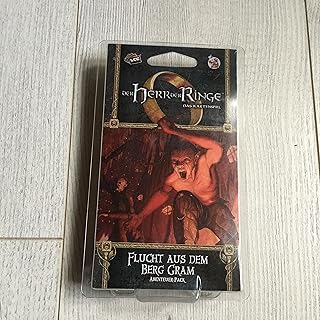 DER HERR DER RINGE
DAS KARTENSPIEL
FLUCHT AUS DEM
BERG GRAM
ABENTEUER-PACK